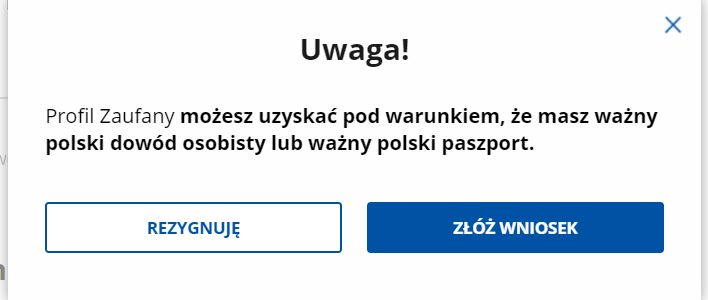 Uwaga!
Profil Zaufany możesz uzyskać pod warunkiem, że masz ważny
polski dowód osobisty lub ważny polski paszport.
REZYGNUJĘ
ZŁÓŻ WNIOSEK